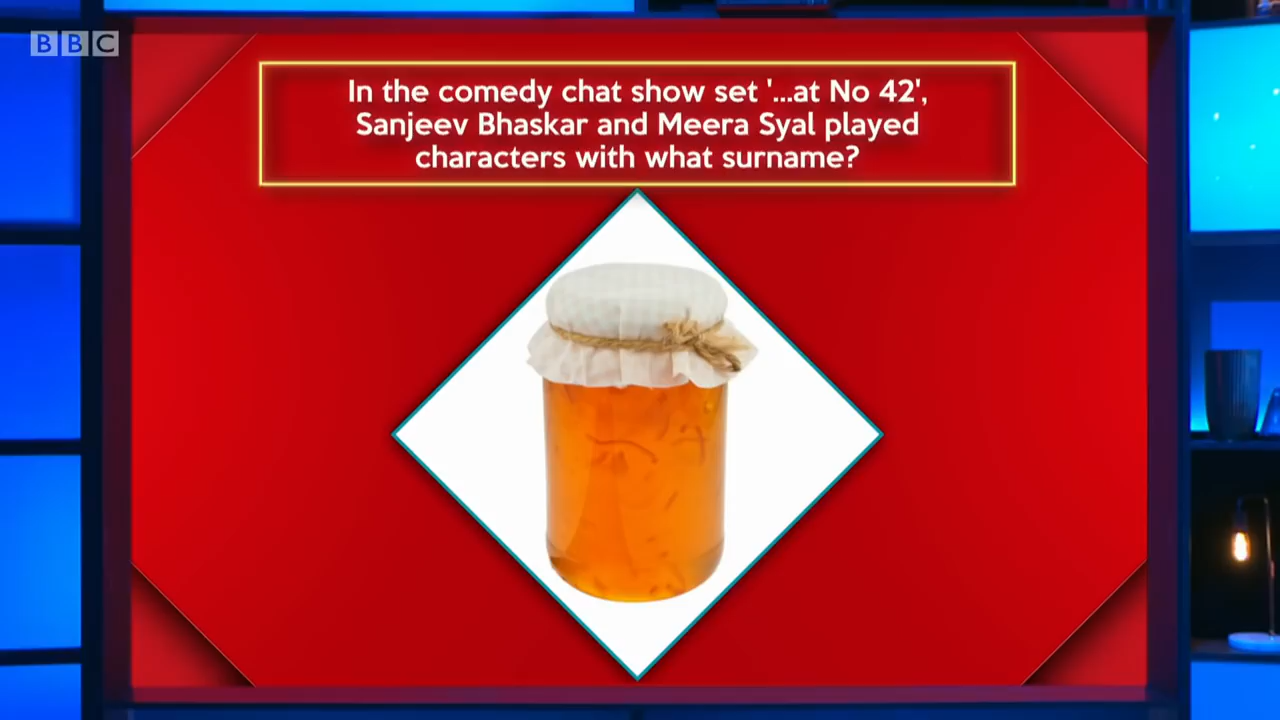 BBC
In the comedy chat show set '...at No 42',
Sanjeev Bhaskar and Meera Syal played
characters with what surname?